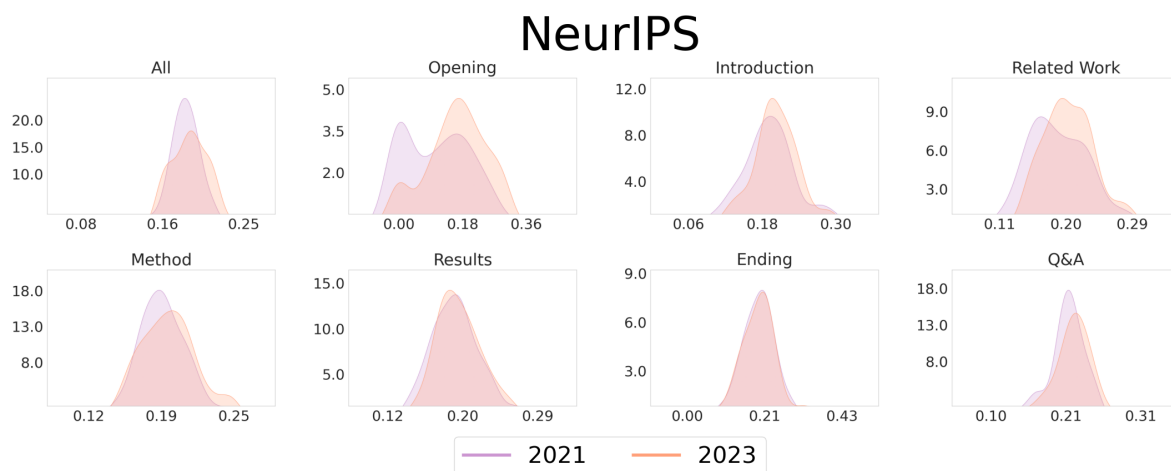 NeurIPS
All
20.0
15.0
10.0
0.08 0.16 0.25
Opening
5.0
3.5
2.0
0.00 0.18 0.36
Introduction
12.0
8.0
4.0
0.06 0.18 0.30
Related Work
9.0
6.0
3.0
0.11 0.20 0.29
Method
18.0
13.0
8.0
0.12 0.19 0.25
Results
15.0
10.0
5.0
0.12 0.20 0.29
Ending
9.0
6.0
3.0
0.00 0.21 0.43
Q&A
18.0
13.0
8.0
0.10 0.21 0.31
2021 2023